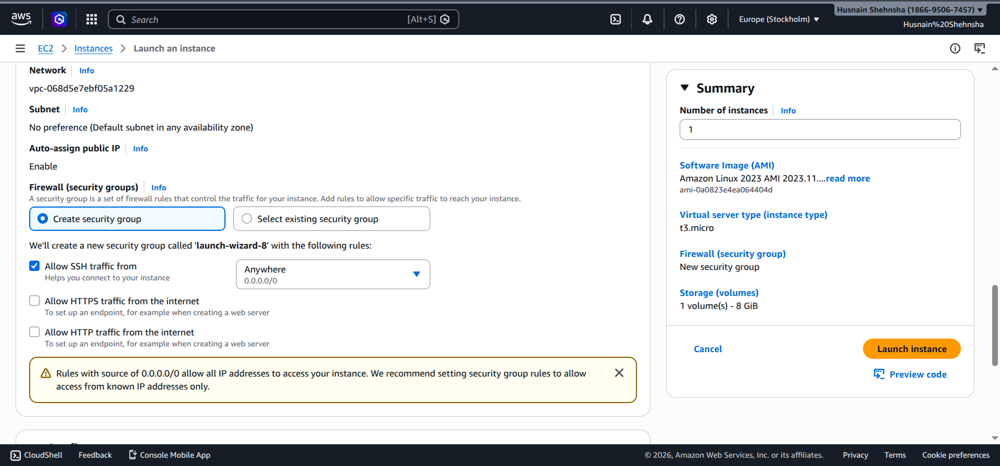 aws
Search
[Alt+S]
Europe (Stockholm)
Husnain Shehnsha (1866-9506-7457)
Husnain%20Shehnsha
EC2
Instances
Launch an instance
Network
Info
vpc-068d5e7ebf05a1229
Subnet
Info
No preference (Default subnet in any availability zone)
Auto-assign public IP
Info
Enable
Firewall (security groups)
Info
A security group is a set of firewall rules that control the traffic for your instance. Add rules to allow specific traffic to reach your instance.
Create security group
Select existing security group
We'll create a new security group called 'launch-wizard-8' with the following rules:
Allow SSH traffic from
Helps you connect to your instance
Anywhere
0.0.0.0/0
Allow HTTPS traffic from the internet
To set up an endpoint, for example when creating a web server
Allow HTTP traffic from the internet
To set up an endpoint, for example when creating a web server
Rules with source of 0.0.0.0/0 allow all IP addresses to access your instance. We recommend setting security group rules to allow
access from known IP addresses only.
Summary
Number of instances
Info
1
Software Image (AMI)
Amazon Linux 2023 AMI 2023.11....read more
ami-0a0823e4ea064404d
Virtual server type (instance type)
t3.micro
Firewall (security group)
New security group
Storage (volumes)
1 volume(s) - 8 GiB
Cancel
Launch instance
Preview code
CloudShell
Feedback
Console Mobile App
© 2026, Amazon Web Services, Inc. or its affiliates.
Privacy
Terms
Cookie preferences